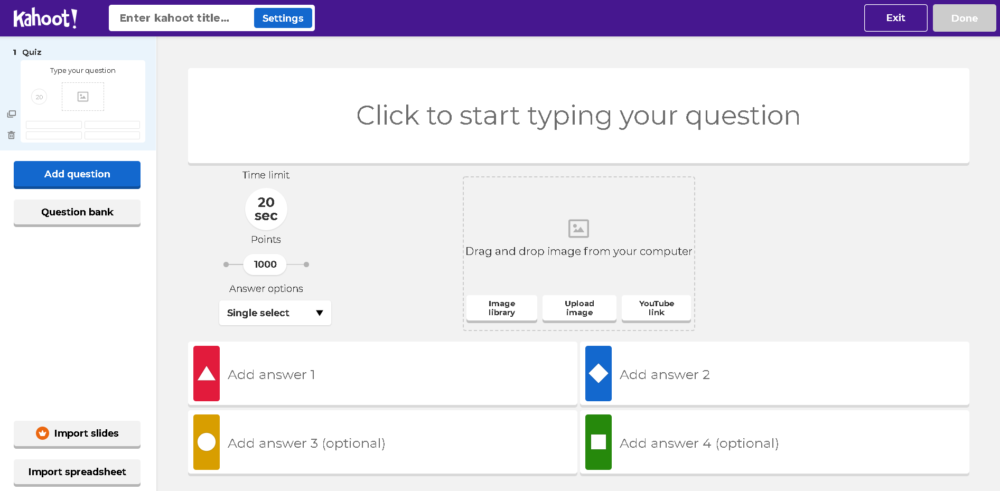 Kahoot!
Enter kahoot title...
Settings
Exit
Done
1 Quiz
Type your question
20
Add question
Question bank
Import slides
Import spreadsheet
Click to start typing your question
Time limit
20
sec
Points
1000
Answer options
Single select
Drag and drop image from your computer
Image
library
Upload
image
YouTube
link
Add answer 1
Add answer 2
Add answer 3 (optional)
Add answer 4 (optional)